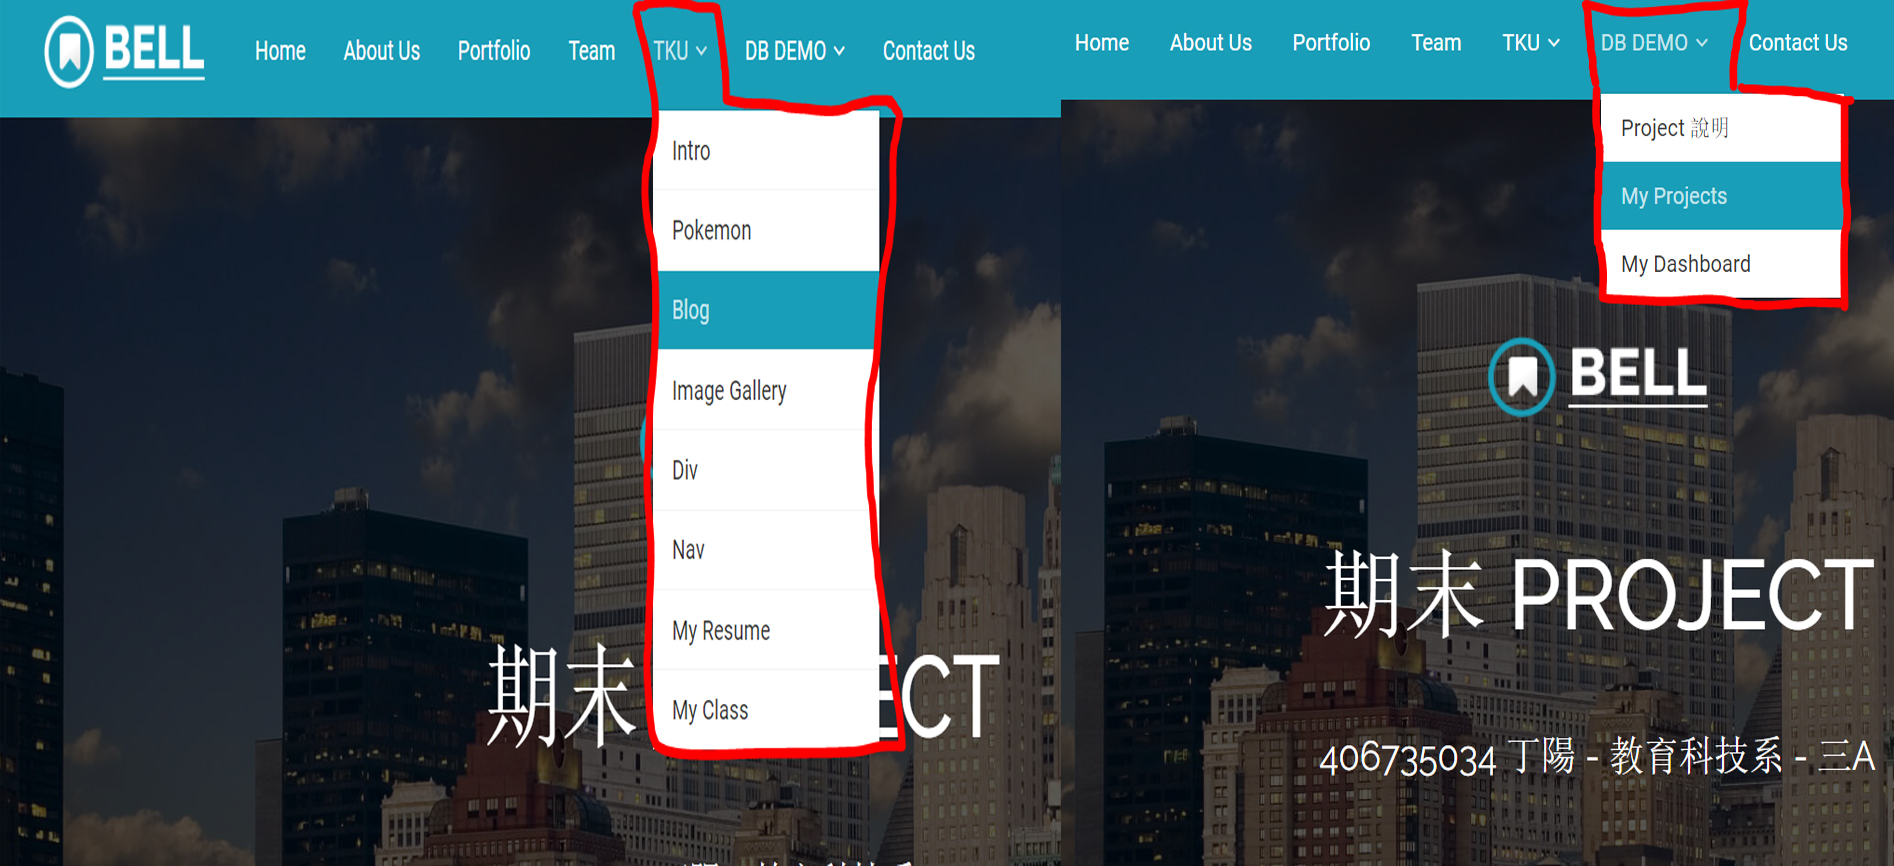 BELL
Home About Us Portfolio Team TKU DB DEMO Contact Us
Intro
Pokemon
Blog
Image Gallery
Div
Nav
My Resume
My Class
期末
ECT
Home About Us Portfolio Team TKU DB DEMO Contact Us
Project 說明
My Projects
My Dashboard
BELL
期末 PROJECT
406735034 丁陽 - 教育科技系 - 三A